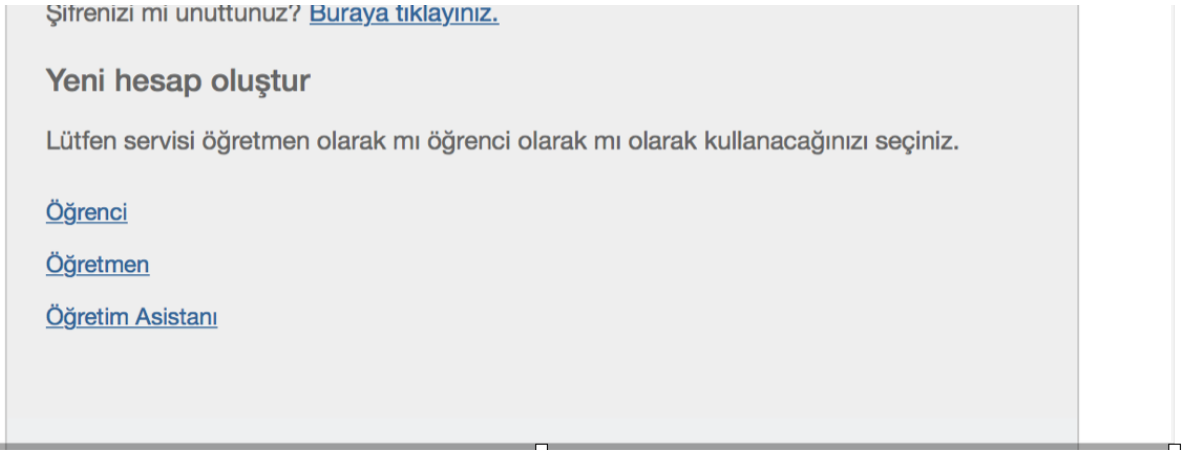 Şifrenizi mi unuttunuz? Buraya tıklayınız.
Yeni hesap oluştur
Lütfen servisi öğretmen olarak mı öğrenci olarak mı olarak kullanacağınızı seçiniz.
Öğrenci
Öğretmen
Öğretim Asistanı